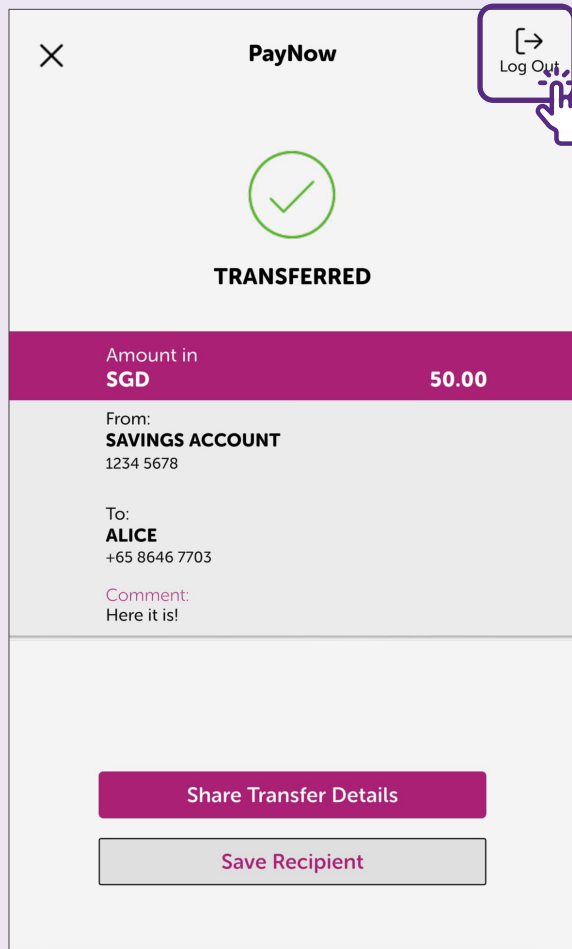 PayNow
Log Out
TRANSFERRED
Amount in
SGD 50.00
From:
SAVINGS ACCOUNT
1234 5678
To:
ALICE
+65 8646 7703
Comment:
Here it is!
Share Transfer Details
Save Recipient